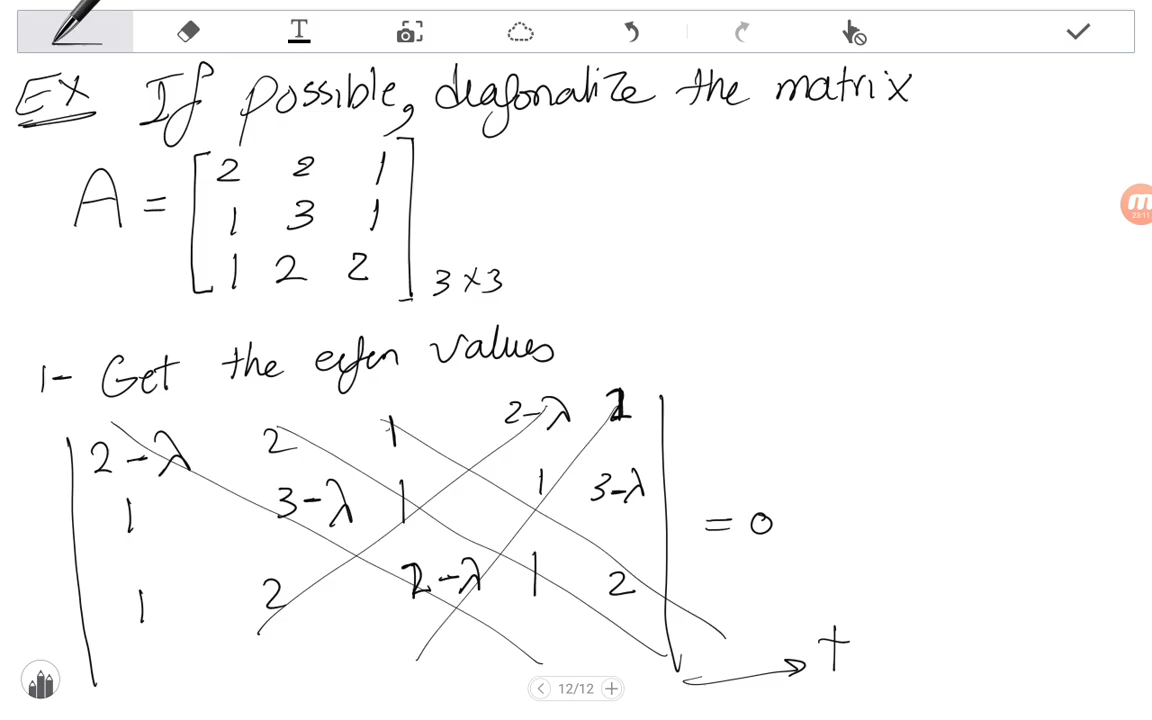 T
EX If possible, diagonalize the matrix
A = [ 2 2 1
1 3 1
1 2 2 ] 3 × 3
M
23:11
1- Get the eigen values
| 2 - λ 2 1 2 - λ 2 |
1 3 - λ 1 1 3 - λ = 0
1 2 2 - λ 1 2
→ +
12/12